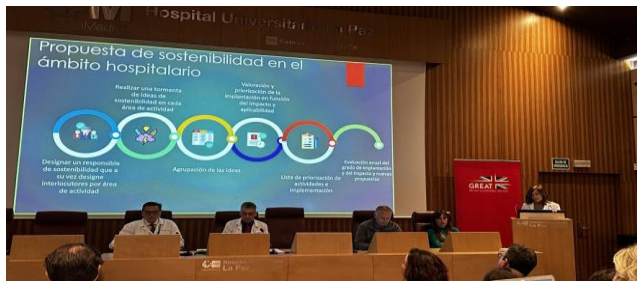 Hospital Universitario La Paz
Propuesta de sostenibilidad en el
ámbito hospitalario
Realizar una tormenta
de ideas de
sostenibilidad en cada
área de actividad
Valoración y
priorización de la
implantación en función
del impacto y
aplicabilidad
Designar un responsable
de sostenibilidad que a
su vez designe
interlocutores por área
de actividad
Agrupación de las ideas
Lista de priorización de
actividades e
implementación
Evaluación anual del
grado de implantación
y del impacto y nuevas
propuestas
GREAT
La Paz